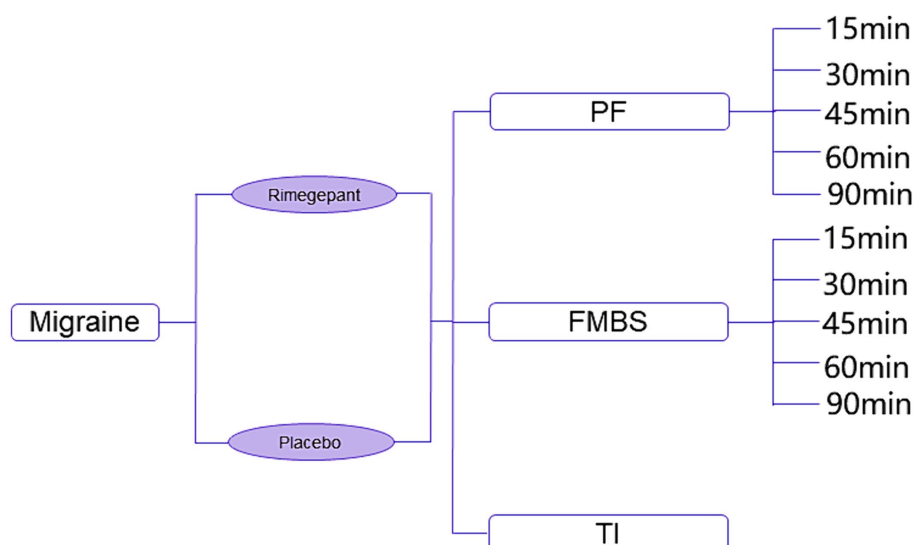 Migraine
Rimegepant
Placebo
PF
15min
30min
45min
60min
90min
FMBS
15min
30min
45min
60min
90min
TI